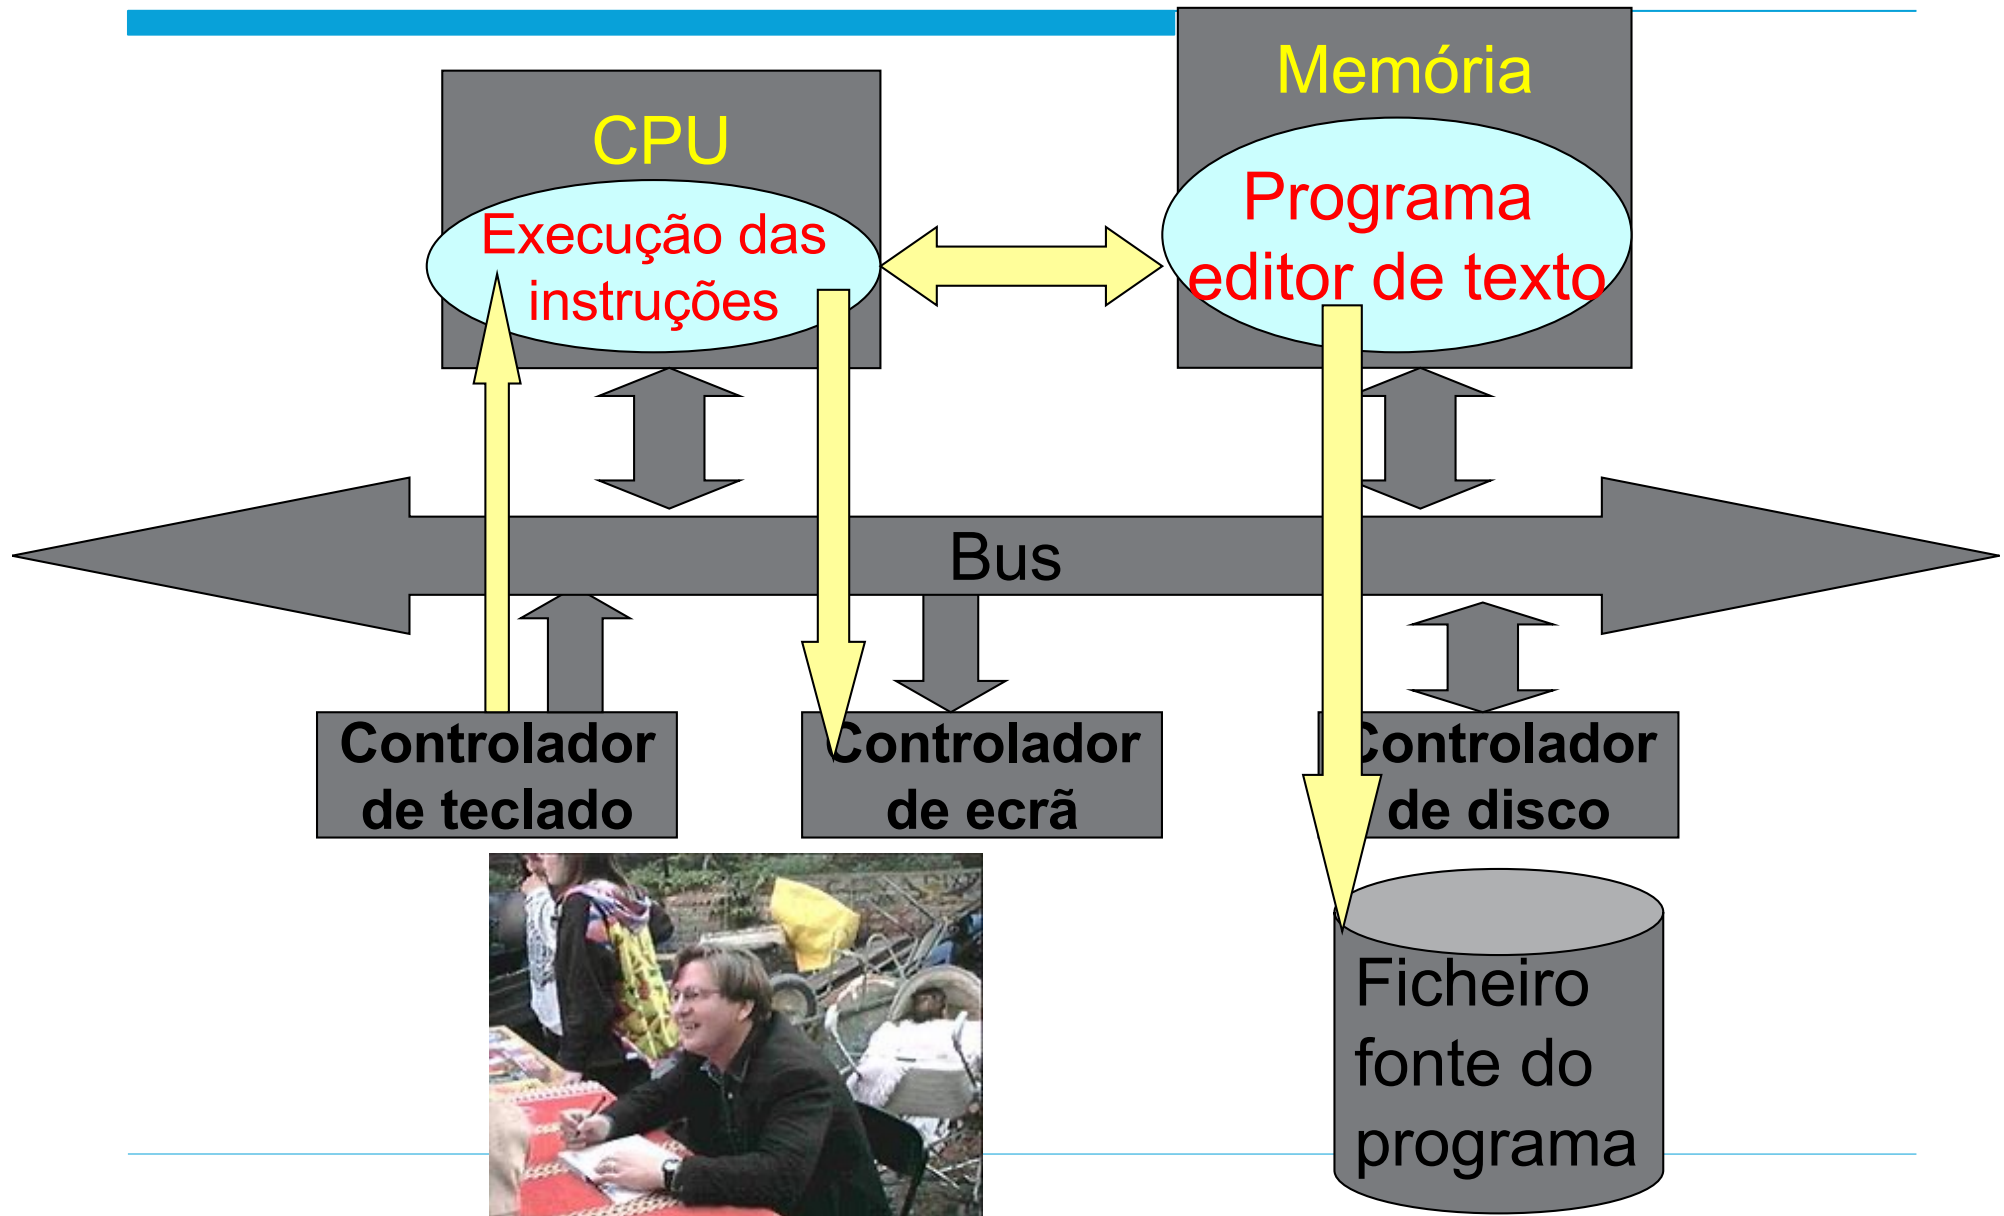 Memória
CPU
Programa
editor de texto
Execução das
instruções
Bus
Controlador
de teclado
Controlador
de ecrã
Controlador
de disco
Ficheiro
fonte do
programa